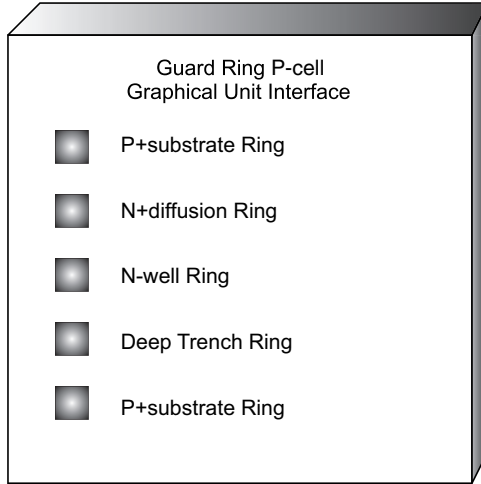 Guard Ring P-cell
Graphical Unit Interface
P+substrate Ring
N+diffusion Ring
N-well Ring
Deep Trench Ring
P+substrate Ring